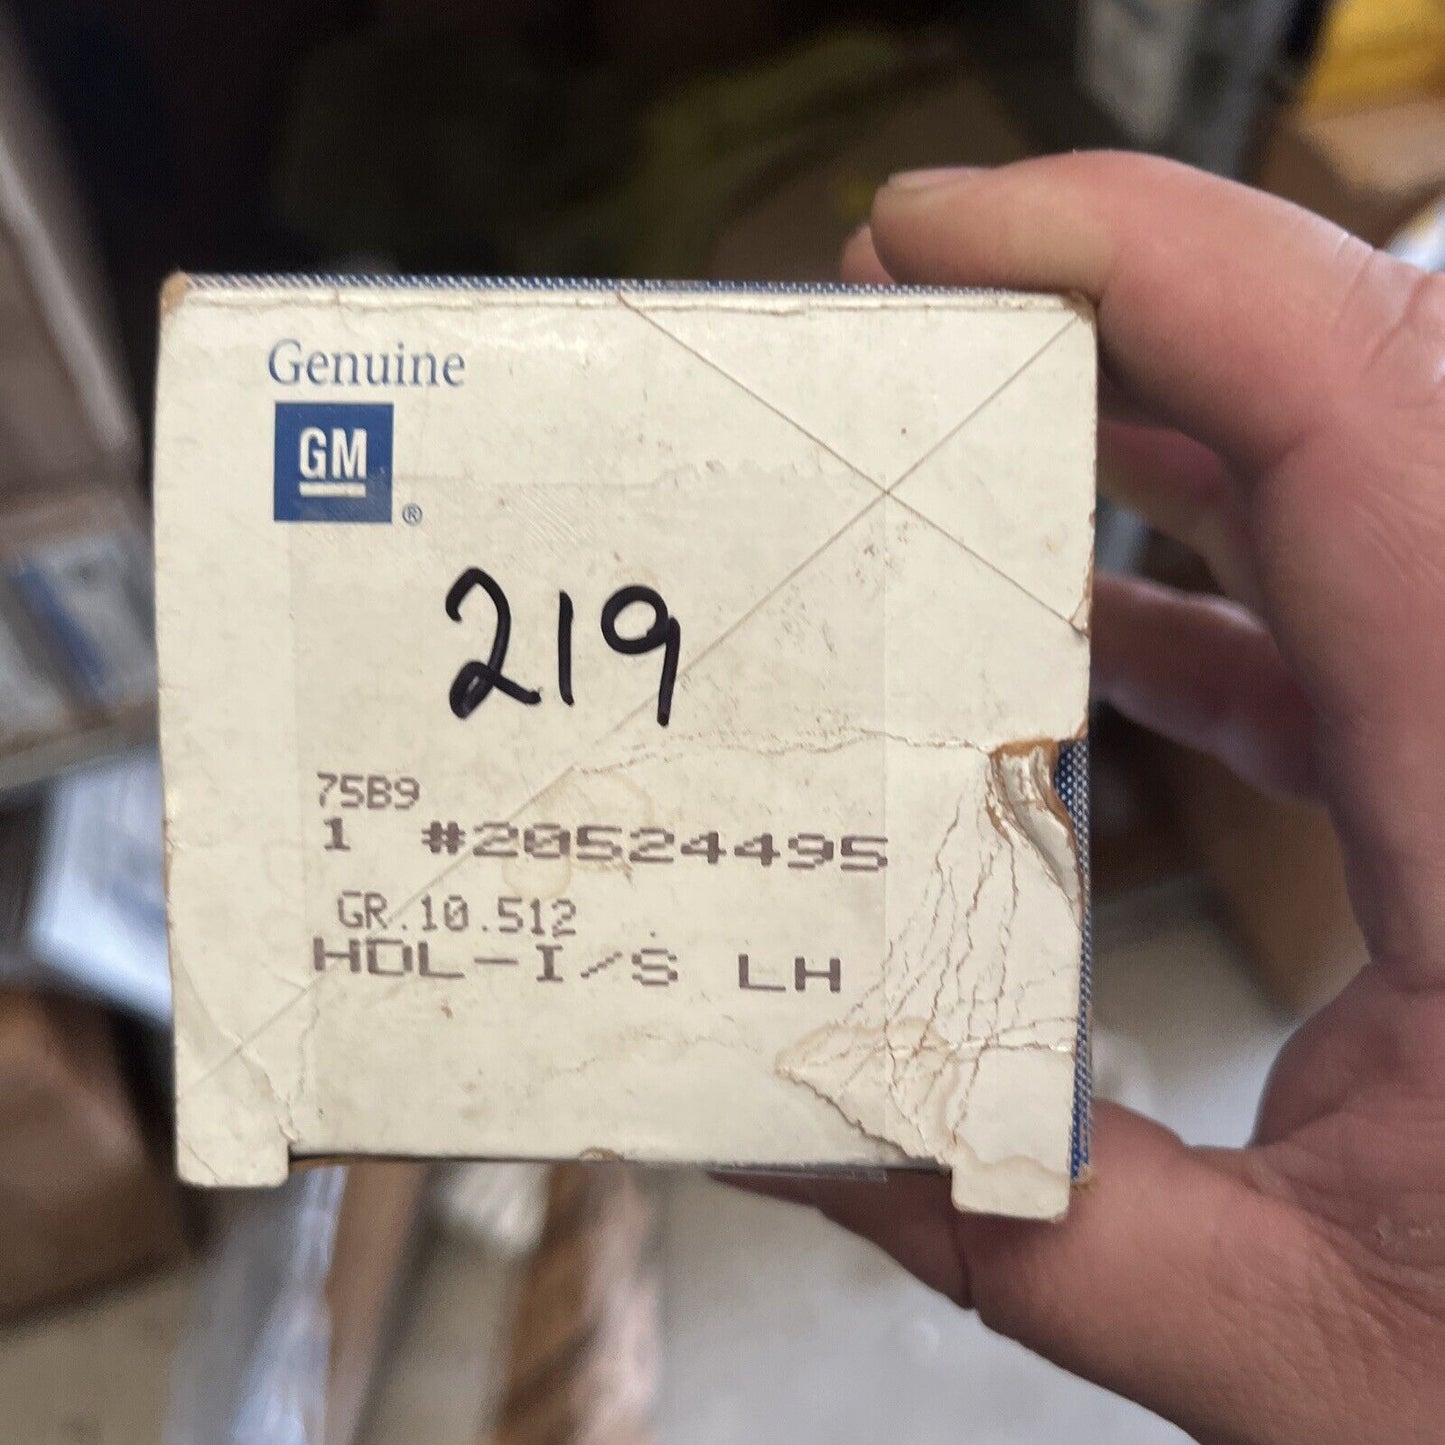 Genuine
GM
®
219
75B9
1 #20524495
GR.10.512
HDL-I/S LH